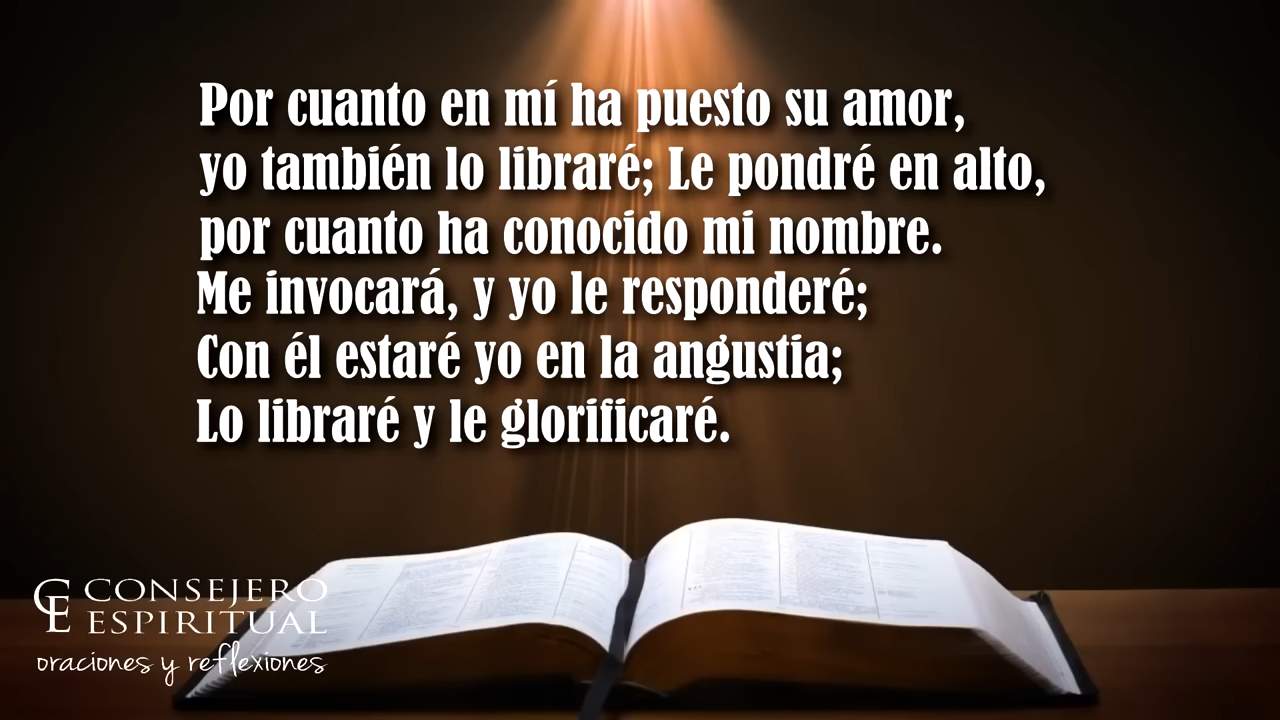 Por cuanto en mí ha puesto su amor,
yo también lo libraré; Le pondré en alto,
por cuanto ha conocido mi nombre.
Me invocará, y yo le responderé;
Con él estaré yo en la angustia;
Lo libraré y le glorificaré.
CE CONSEJERO
ESPIRITUAL
oraciones y reflexiones